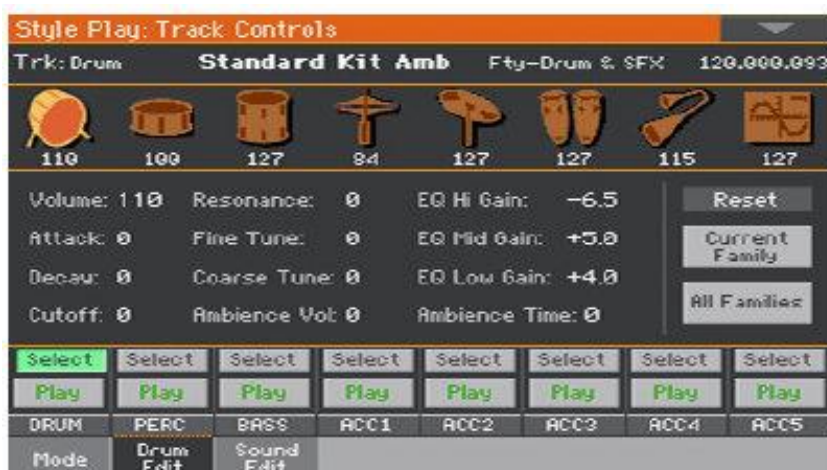 Style Play: Track Controls
Trk: Drum Standard Kit Amb Fty-Drum & SFX 120.000.093
110 100 127 84 127 127 115 127
Volume: 110 Resonance: 0 EQ Hi Gain: -6.5 Reset
Attack: 0 Fine Tune: 0 EQ Mid Gain: +5.0 Current Family
Decay: 0 Coarse Tune: 0 EQ Low Gain: +4.0
Cutoff: 0 Ambience Vol: 0 Ambience Time: 0 All Families
Select Select Select Select Select Select Select Select
Play Play Play Play Play Play Play Play
DRUM PERC BASS ACC1 ACC2 ACC3 ACC4 ACC5
Mode Drum Edit Sound Edit